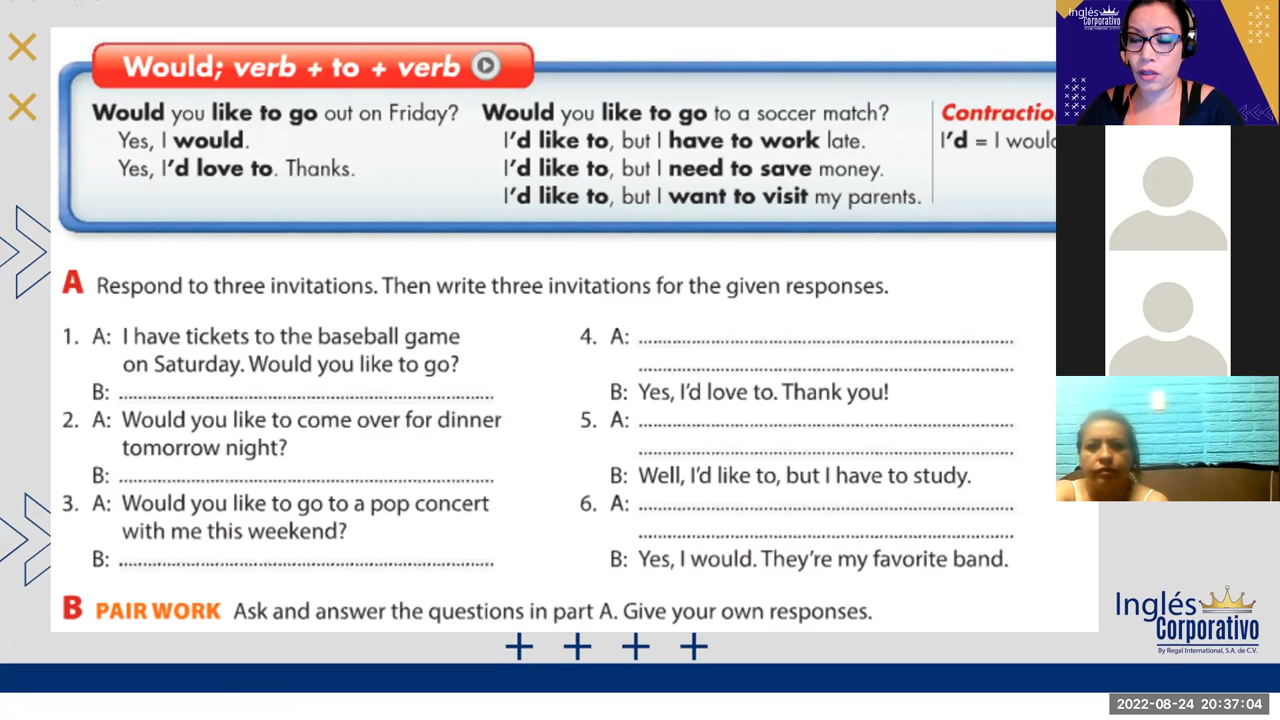 Would; verb + to + verb
Would you like to go out on Friday?
Yes, I would.
Yes, I'd love to. Thanks.
Would you like to go to a soccer match?
I'd like to, but I have to work late.
I'd like to, but I need to save money.
I'd like to, but I want to visit my parents.
Contractio
I'd = I would
A Respond to three invitations. Then write three invitations for the given responses.
1. A: I have tickets to the baseball game
on Saturday. Would you like to go?
B:
2. A: Would you like to come over for dinner
tomorrow night?
B:
3. A: Would you like to go to a pop concert
with me this weekend?
B:
4. A:
B: Yes, I'd love to. Thank you!
5. A:
B: Well, I'd like to, but I have to study.
6. A:
B: Yes, I would. They're my favorite band.
B PAIR WORK Ask and answer the questions in part A. Give your own responses.
Inglés
Corporativo
Inglés
Corporativo
By Regal International, S.A. de C.V.
2022-08-24 20:37:04